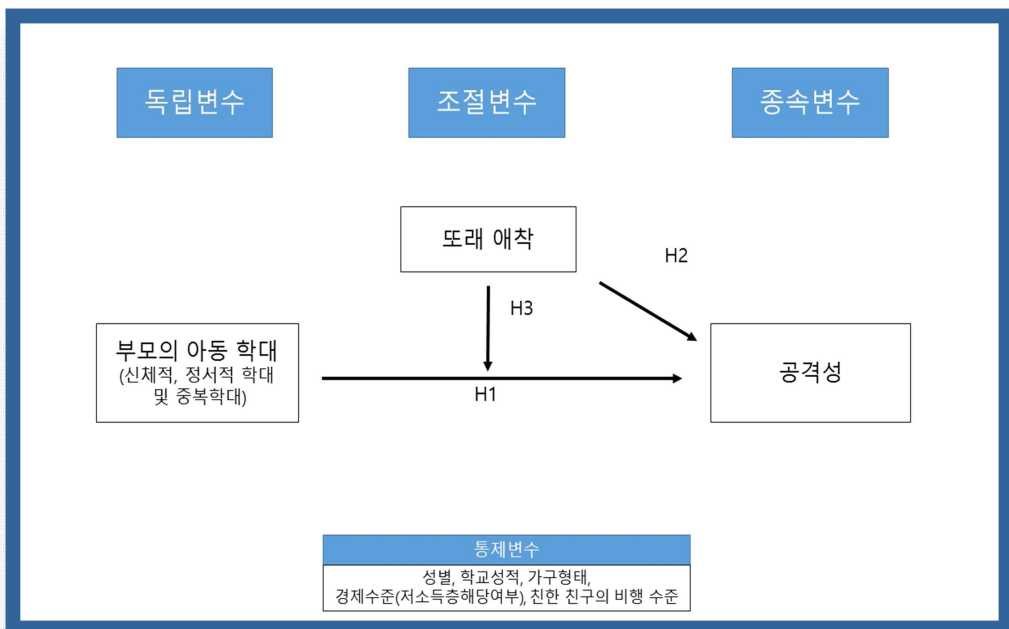 독립변수
조절변수
종속변수
또래 애착
H2
H3
부모의 아동 학대
(신체적, 정서적 학대
및 중복학대)
H1
공격성
통제변수
성별, 학교성적, 가구형태,
경제수준(저소득층해당여부), 친한 친구의 비행 수준